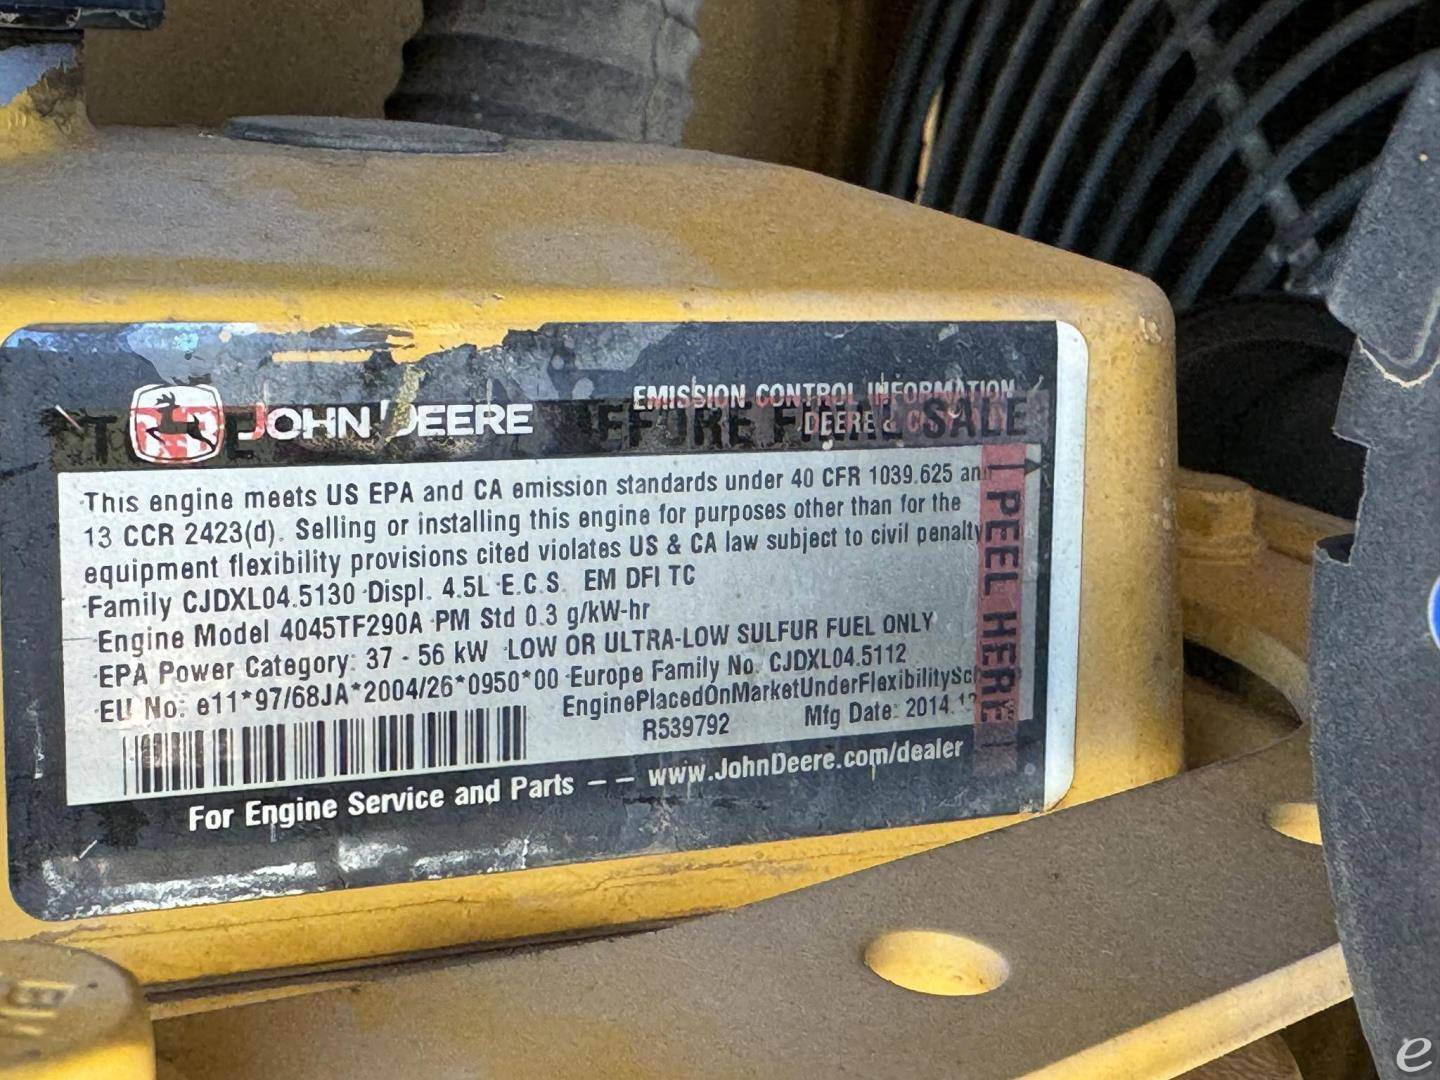 JOHN DEERE
EMISSION CONTROL INFORMATION
DEERE &
FINAL SALE
This engine meets US EPA and CA emission standards under 40 CFR 1039.625 an
13 CCR 2423(d). Selling or installing this engine for purposes other than for the
equipment flexibility provisions cited violates US & CA law subject to civil penalty
Family CJDXL04.5130 Displ. 4.5L E.C.S. EM DFI TC
Engine Model 4045TF290A PM Std 0.3 g/kW-hr
EPA Power Category: 37 - 56 kW LOW OR ULTRA-LOW SULFUR FUEL ONLY
EU No: e11*97/68JA*2004/26*0950*00 Europe Family No. CJDXL04.5112
EnginePlacedOnMarketUnderFlexibilitySc
R539792 Mfg Date: 2014.
For Engine Service and Parts -- www.JohnDeere.com/dealer
PEEL HERE
e